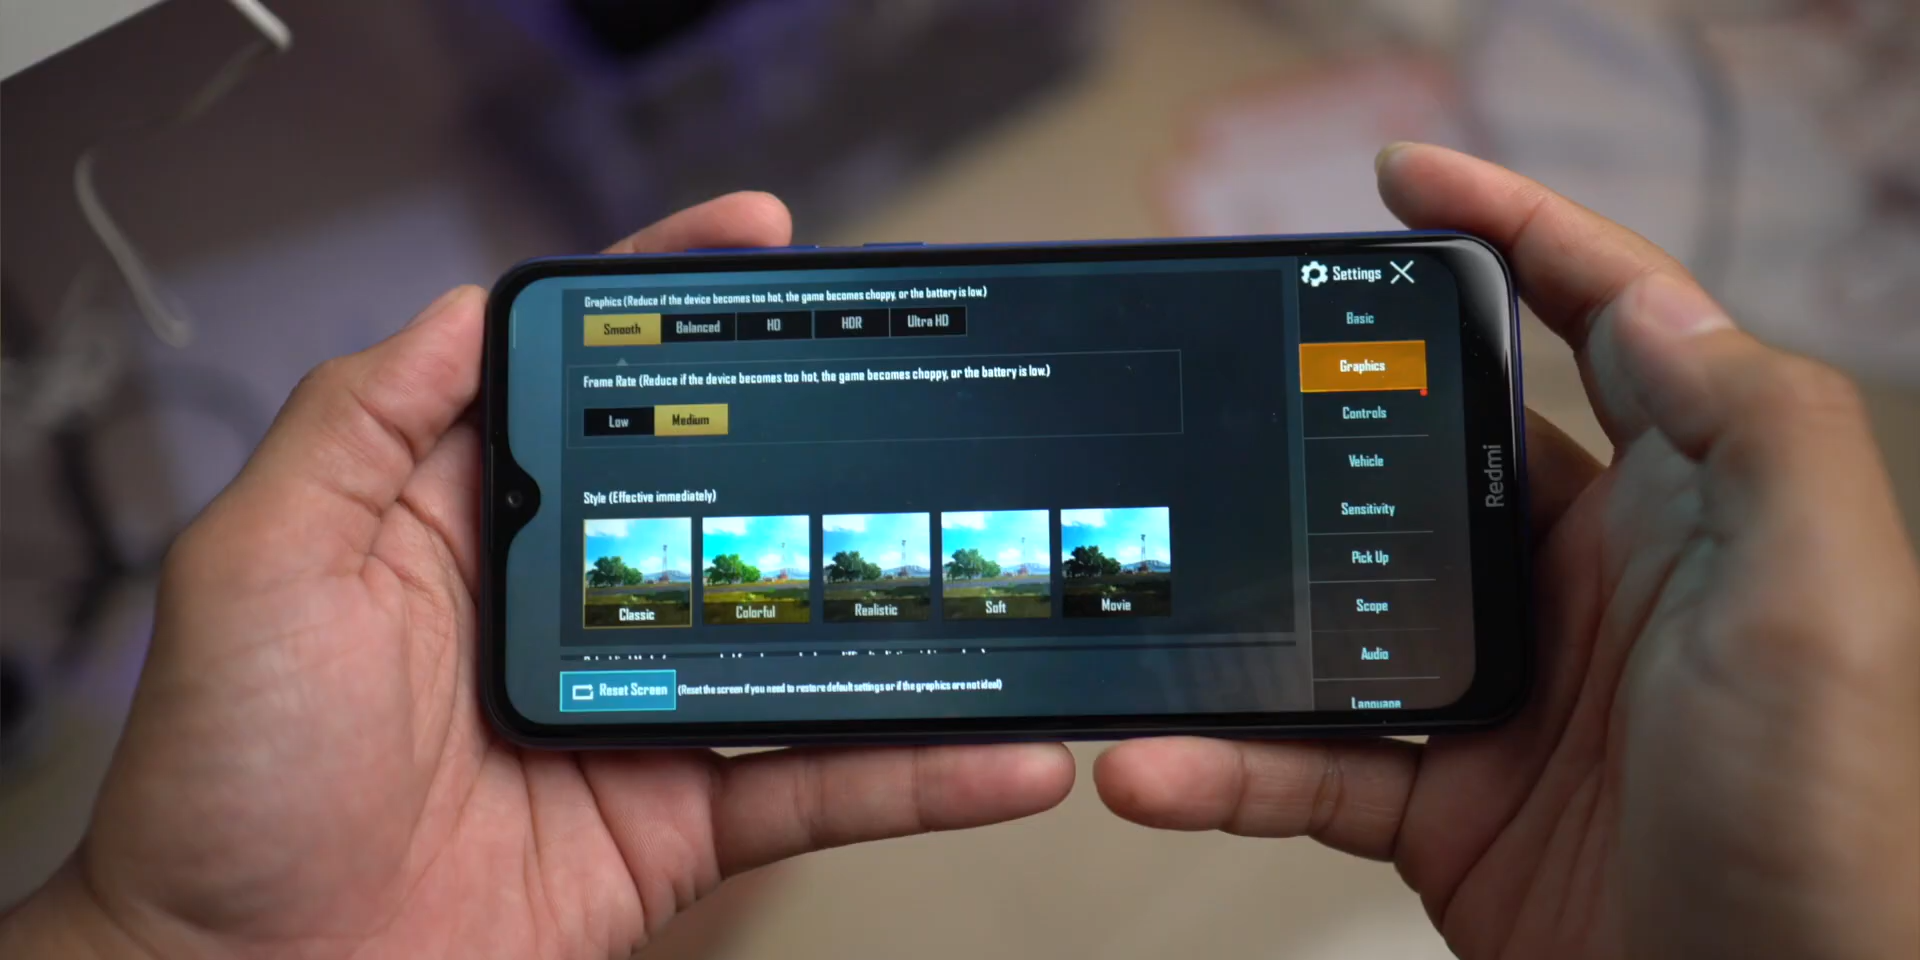 Graphics (Reduce if the device becomes too hot, the game becomes choppy, or the battery is low.)
Smooth Balanced HD HDR Ultra HD
Frame Rate (Reduce if the device becomes too hot, the game becomes choppy, or the battery is low.)
Low Medium
Style (Effective immediately)
Classic Colorful Realistic Soft Movie
Reset Screen (Reset the screen if you need to restore default settings or if the graphics are not ideal)
Settings
Basic
Graphics
Controls
Vehicle
Sensitivity
Pick Up
Scope
Audio
Language
Redmi